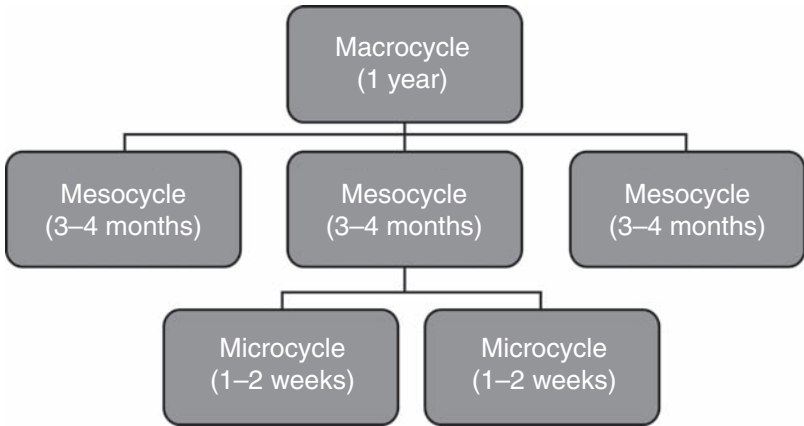 Macrocycle
(1 year)
Mesocycle
(3–4 months)
Mesocycle
(3–4 months)
Mesocycle
(3–4 months)
Microcycle
(1–2 weeks)
Microcycle
(1–2 weeks)